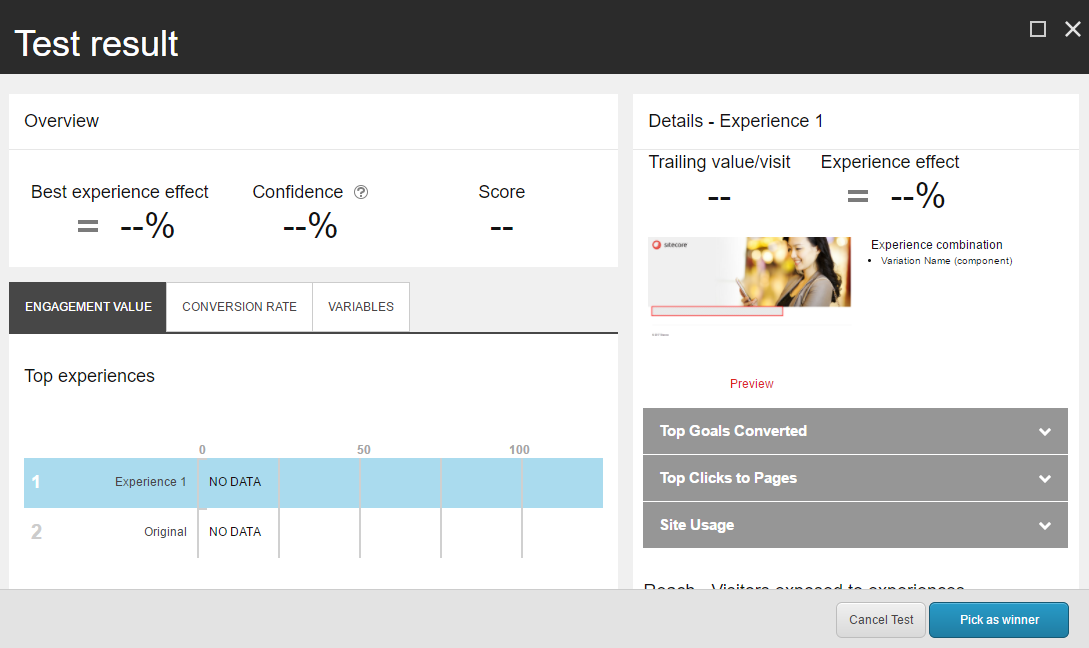 Test result
Overview
Best experience effect
Confidence ?
Score
= --%
--%
--
ENGAGEMENT VALUE
CONVERSION RATE
VARIABLES
Top experiences
0 50 100
1 Experience 1 NO DATA
2 Original NO DATA
Details - Experience 1
Trailing value/visit
Experience effect
--
= --%
sitecore
Experience combination
• Variation Name (component)
Preview
Top Goals Converted
Top Clicks to Pages
Site Usage
Reach - Visitors exposed to experiences
Cancel Test
Pick as winner